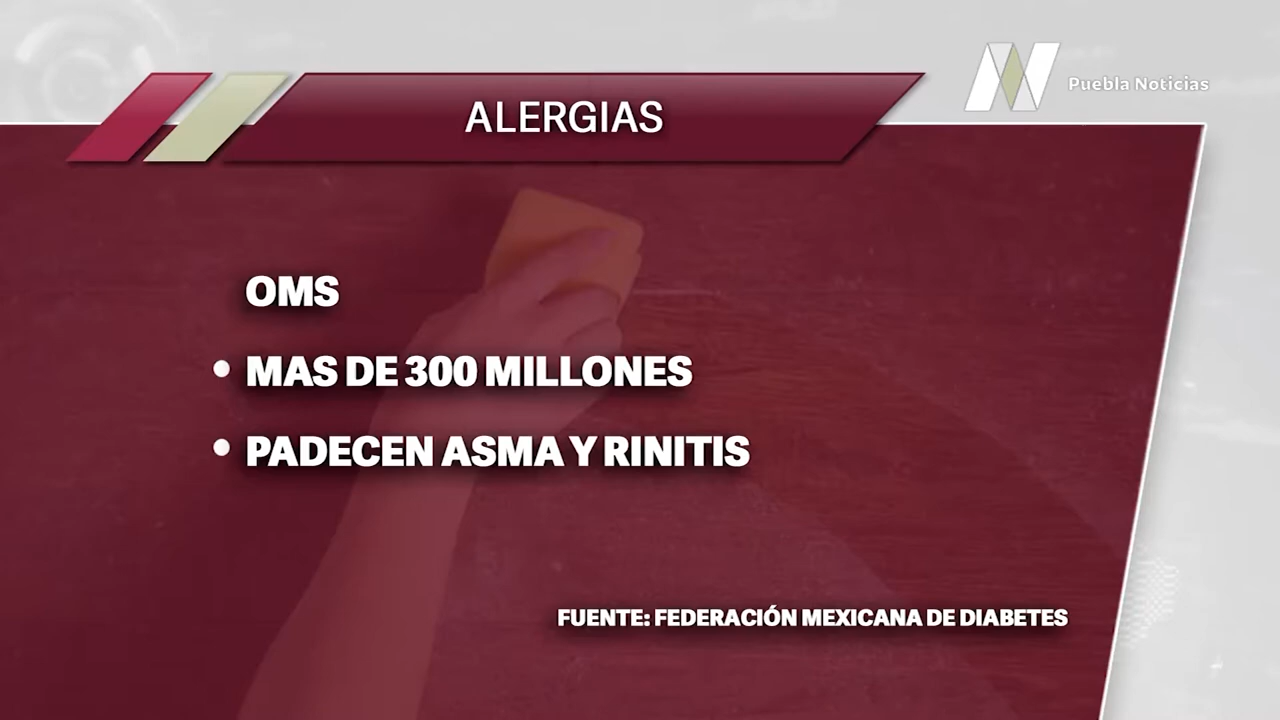 ALERGIAS
Puebla Noticias
OMS
• MAS DE 300 MILLONES
• PADECEN ASMA Y RINITIS
FUENTE: FEDERACIÓN MEXICANA DE DIABETES